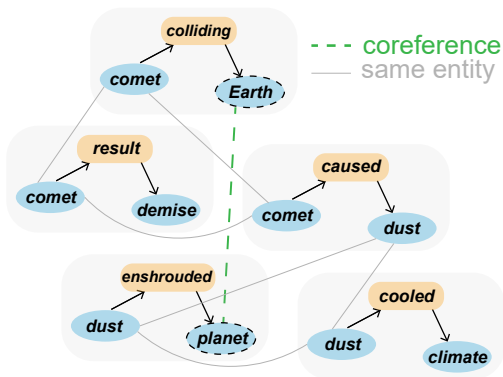 colliding
coreference
same entity
comet
Earth
result
comet
demise
caused
comet
dust
enshrouded
dust
planet
cooled
dust
climate